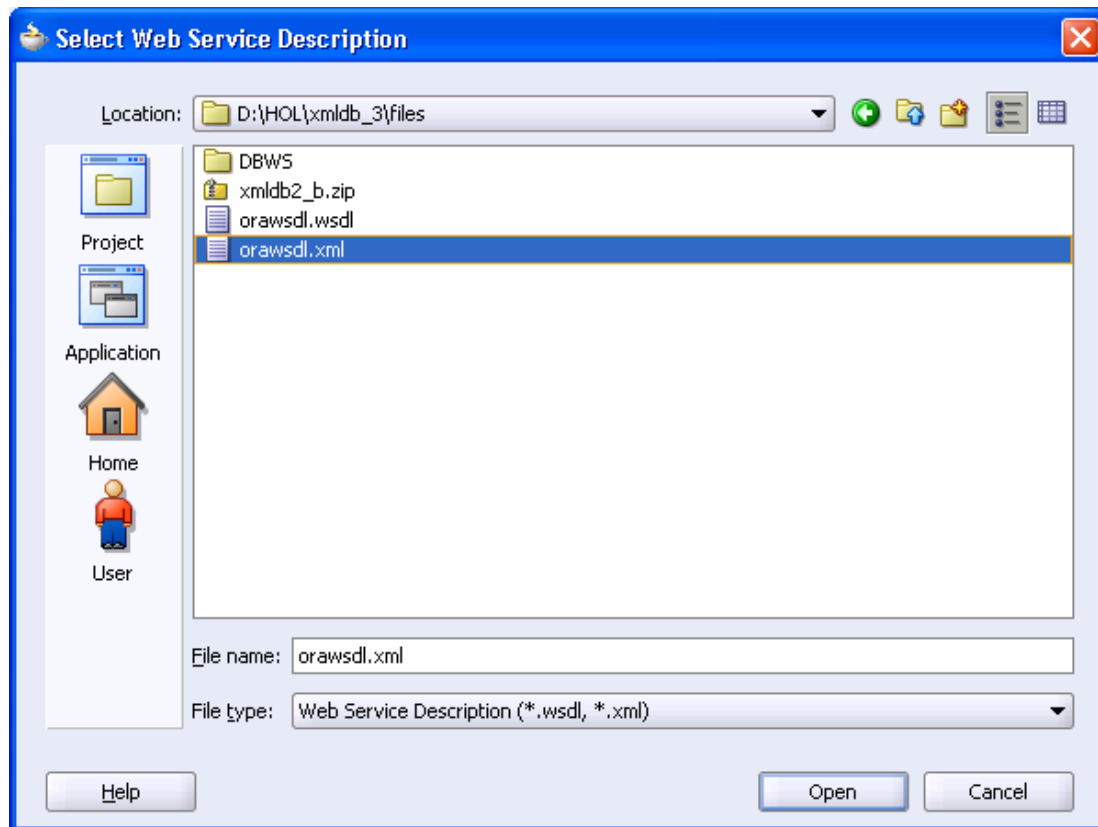 Select Web Service Description
Location: D:\HOL\xmldb_3\files
DBWS
xmldb2_b.zip
orawsdl.wsdl
orawsdl.xml
Project
Application
Home
User
File name: orawsdl.xml
File type: Web Service Description (*.wsdl, *.xml)
Help Open Cancel